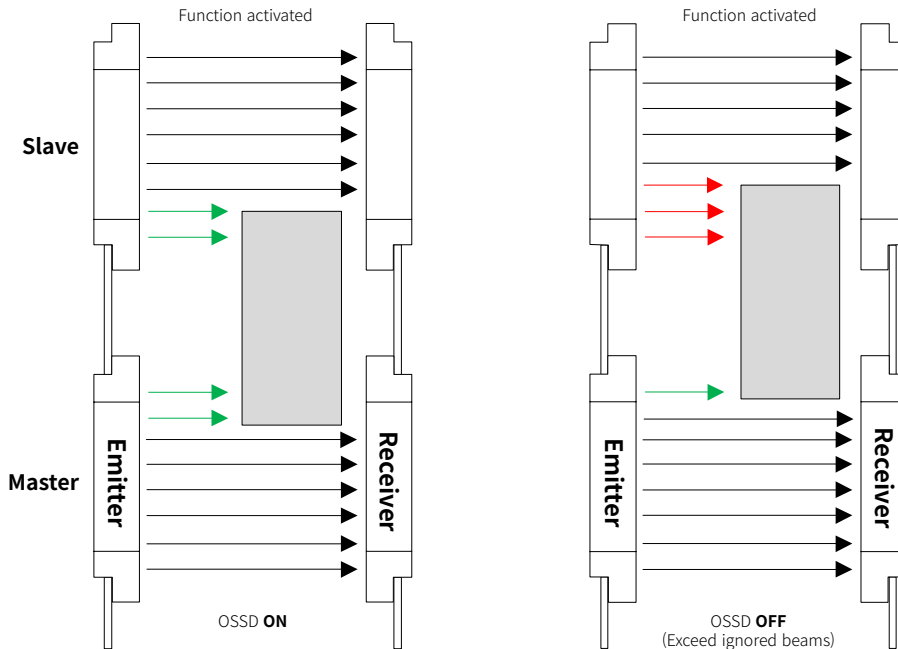 Function activated
Function activated
Slave
Emitter
Receiver
Emitter
Receiver
Master
OSSD ON
OSSD OFF
(Exceed ignored beams)